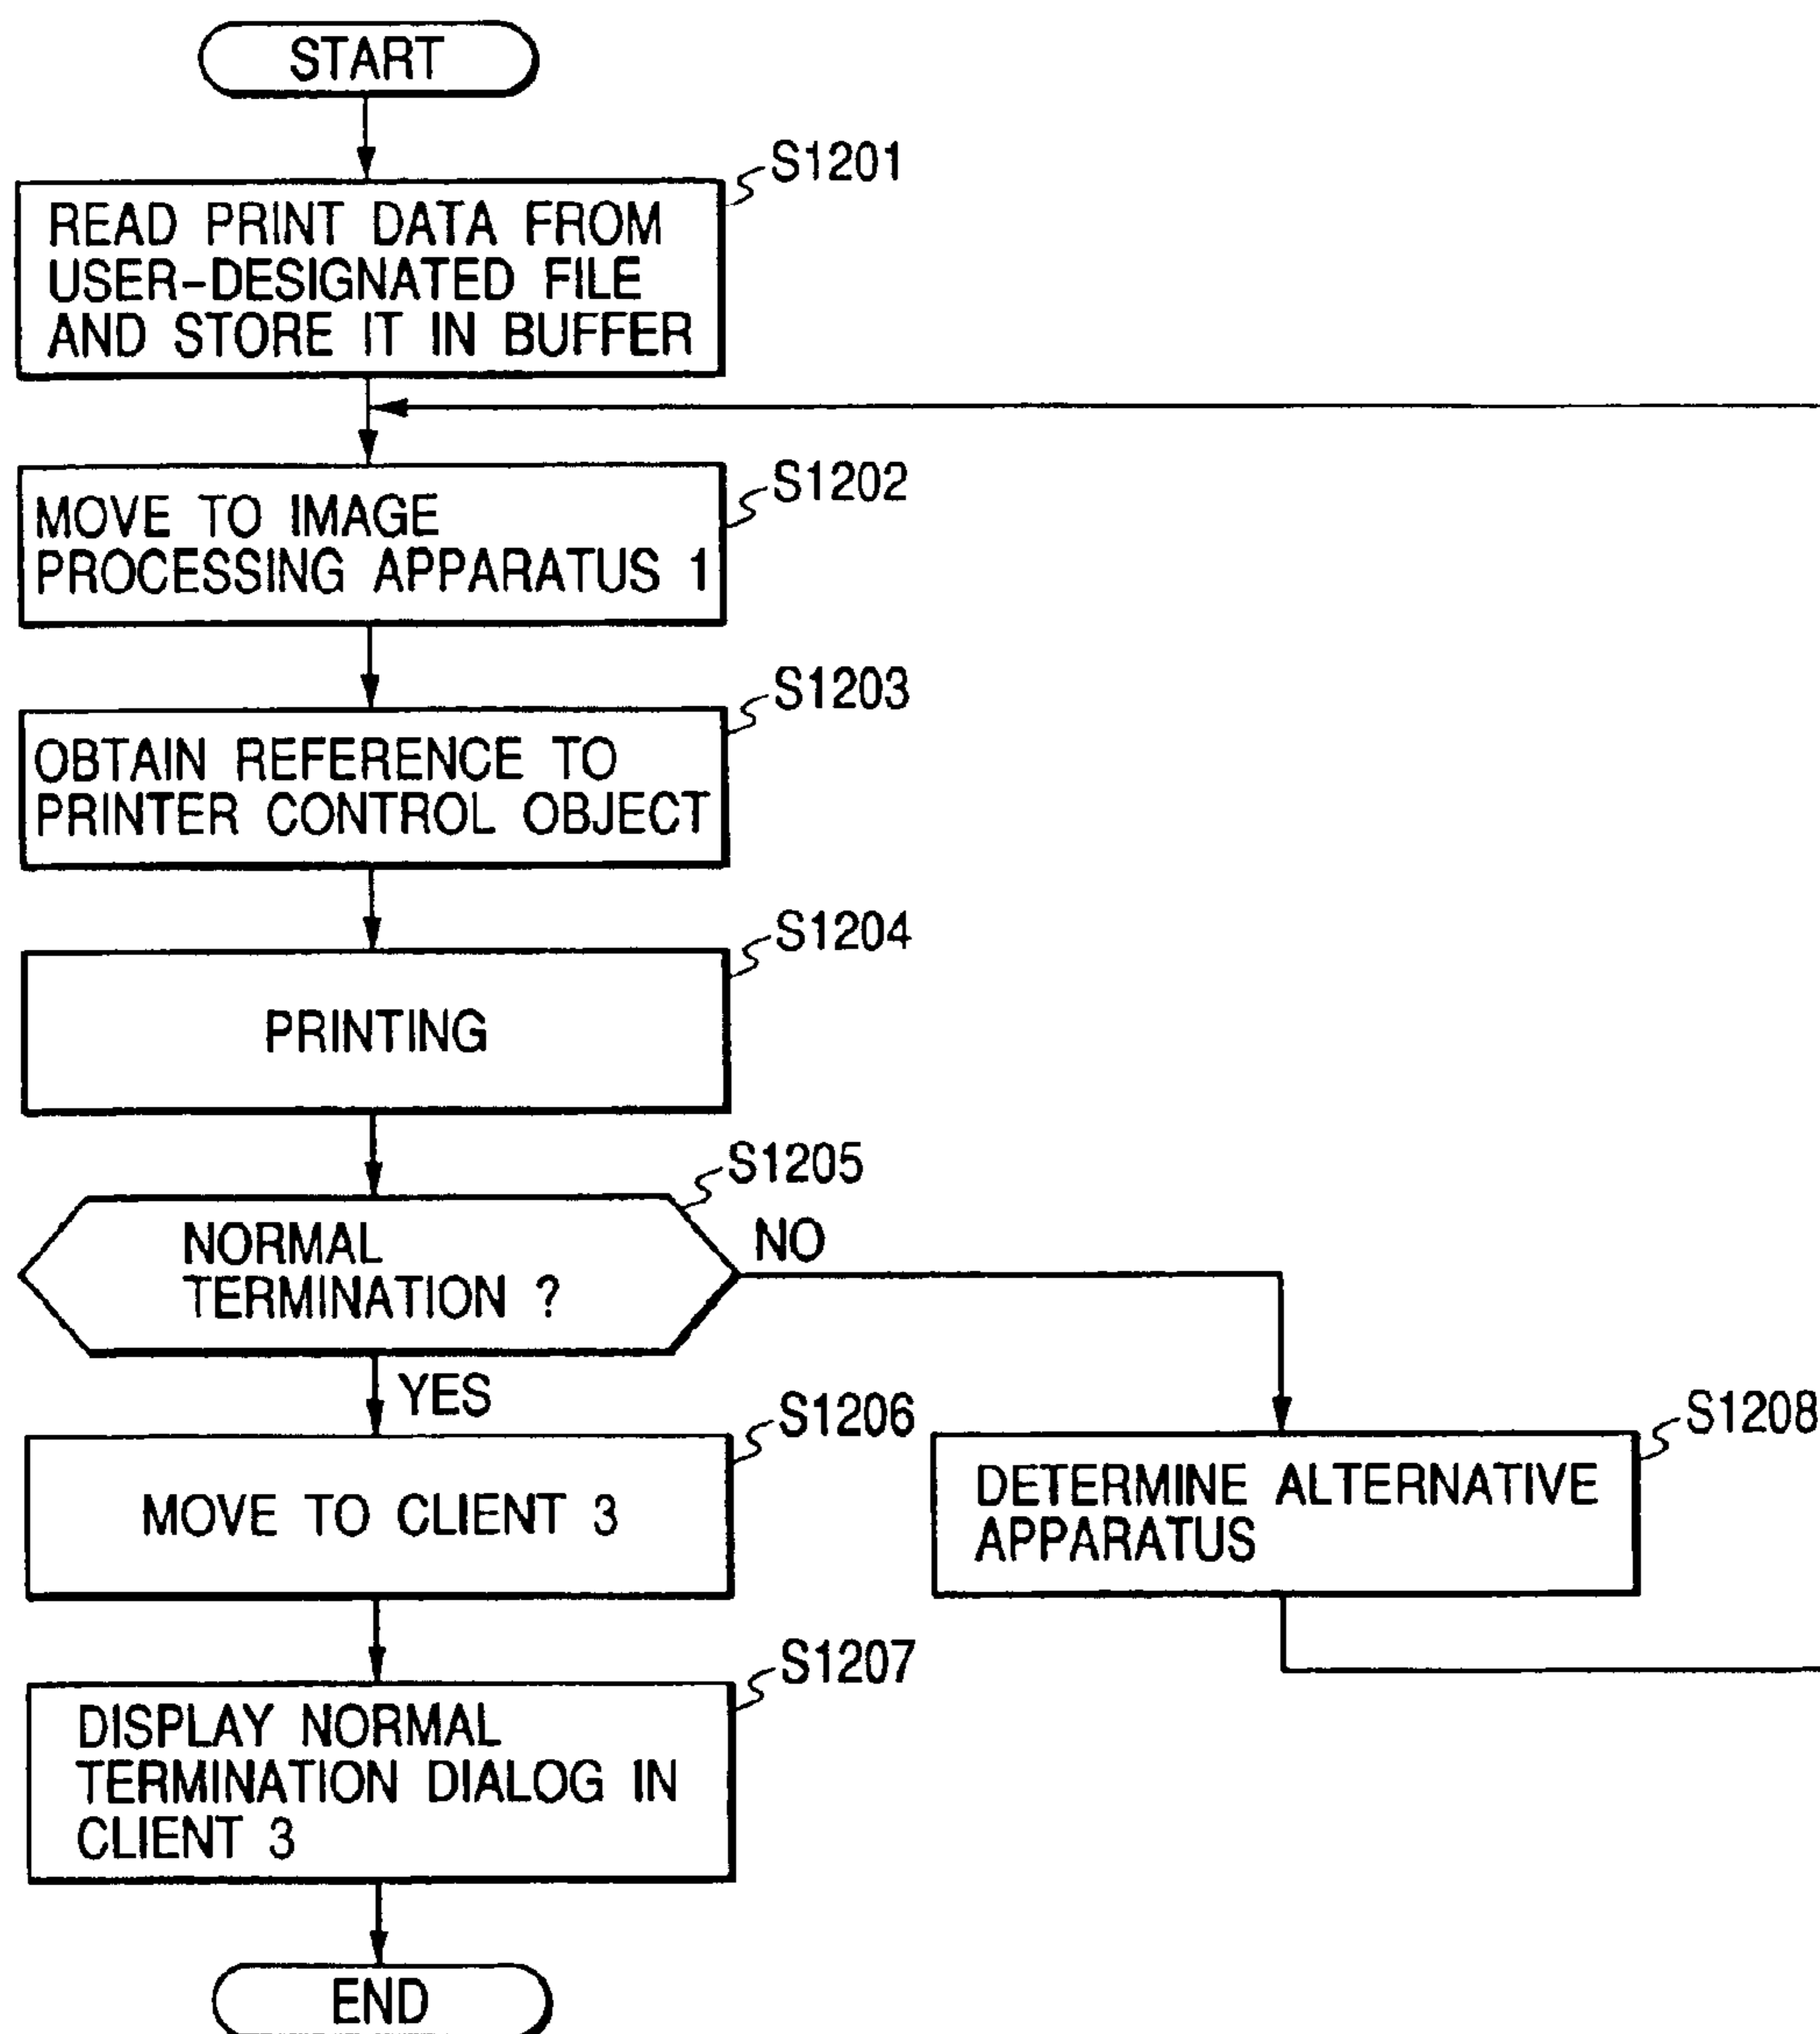 START
S1201
READ PRINT DATA FROM
USER-DESIGNATED FILE
AND STORE IT IN BUFFER
S1202
MOVE TO IMAGE
PROCESSING APPARATUS 1
S1203
OBTAIN REFERENCE TO
PRINTER CONTROL OBJECT
S1204
PRINTING
S1205
NORMAL
TERMINATION ?
NO
YES
S1206
MOVE TO CLIENT 3
S1208
DETERMINE ALTERNATIVE
APPARATUS
S1207
DISPLAY NORMAL
TERMINATION DIALOG IN
CLIENT 3
END